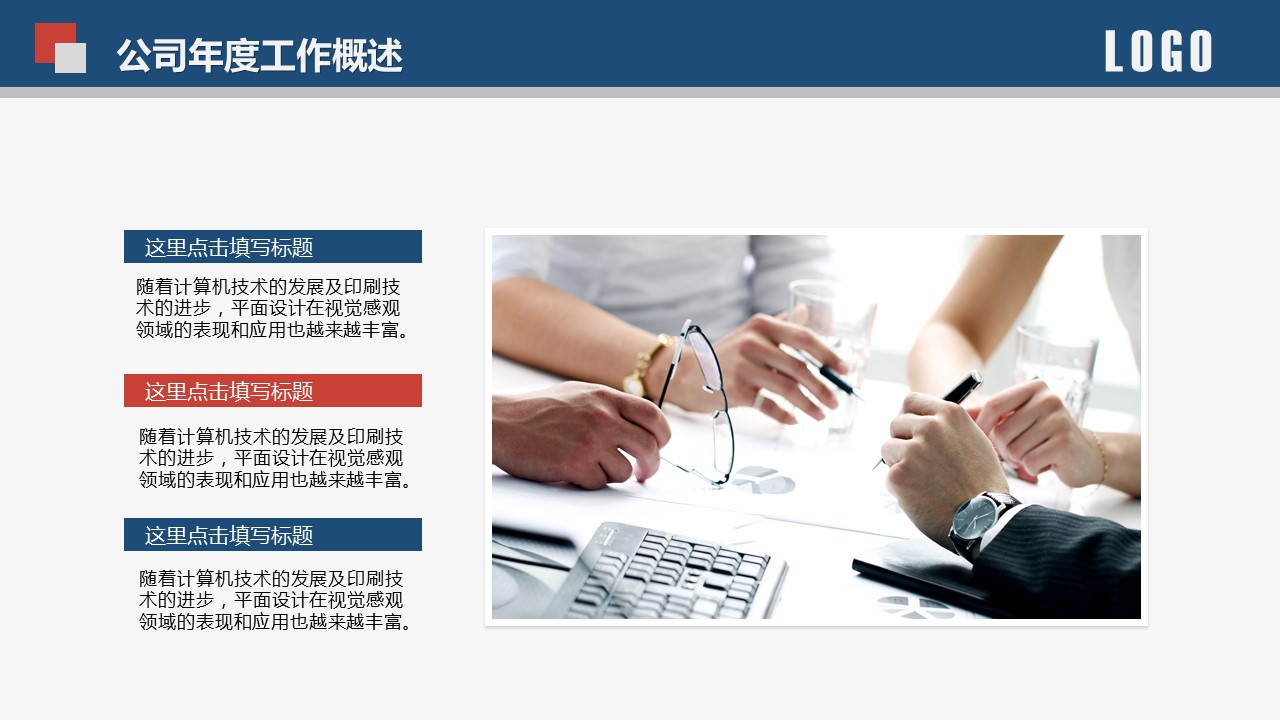 公司年度工作概述
LOGO
这里点击填写标题
随着计算机技术的发展及印刷技
术的进步，平面设计在视觉感观
领域的表现和应用也越来越丰富。
这里点击填写标题
随着计算机技术的发展及印刷技
术的进步，平面设计在视觉感观
领域的表现和应用也越来越丰富。
这里点击填写标题
随着计算机技术的发展及印刷技
术的进步，平面设计在视觉感观
领域的表现和应用也越来越丰富。